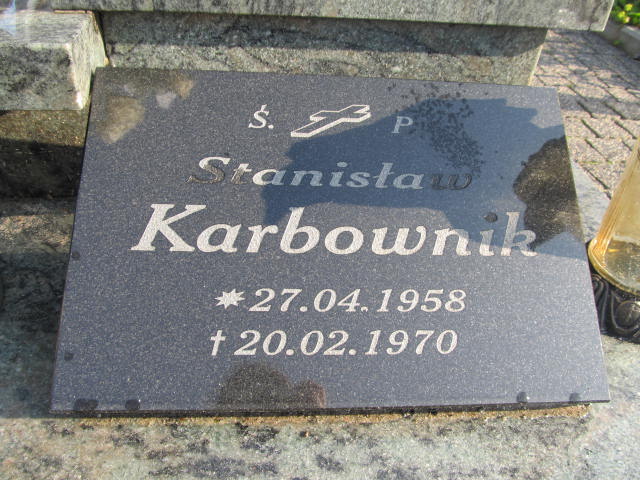 Ś. P
Stanisław
Karbownik
* 27.04.1958
† 20.02.1970